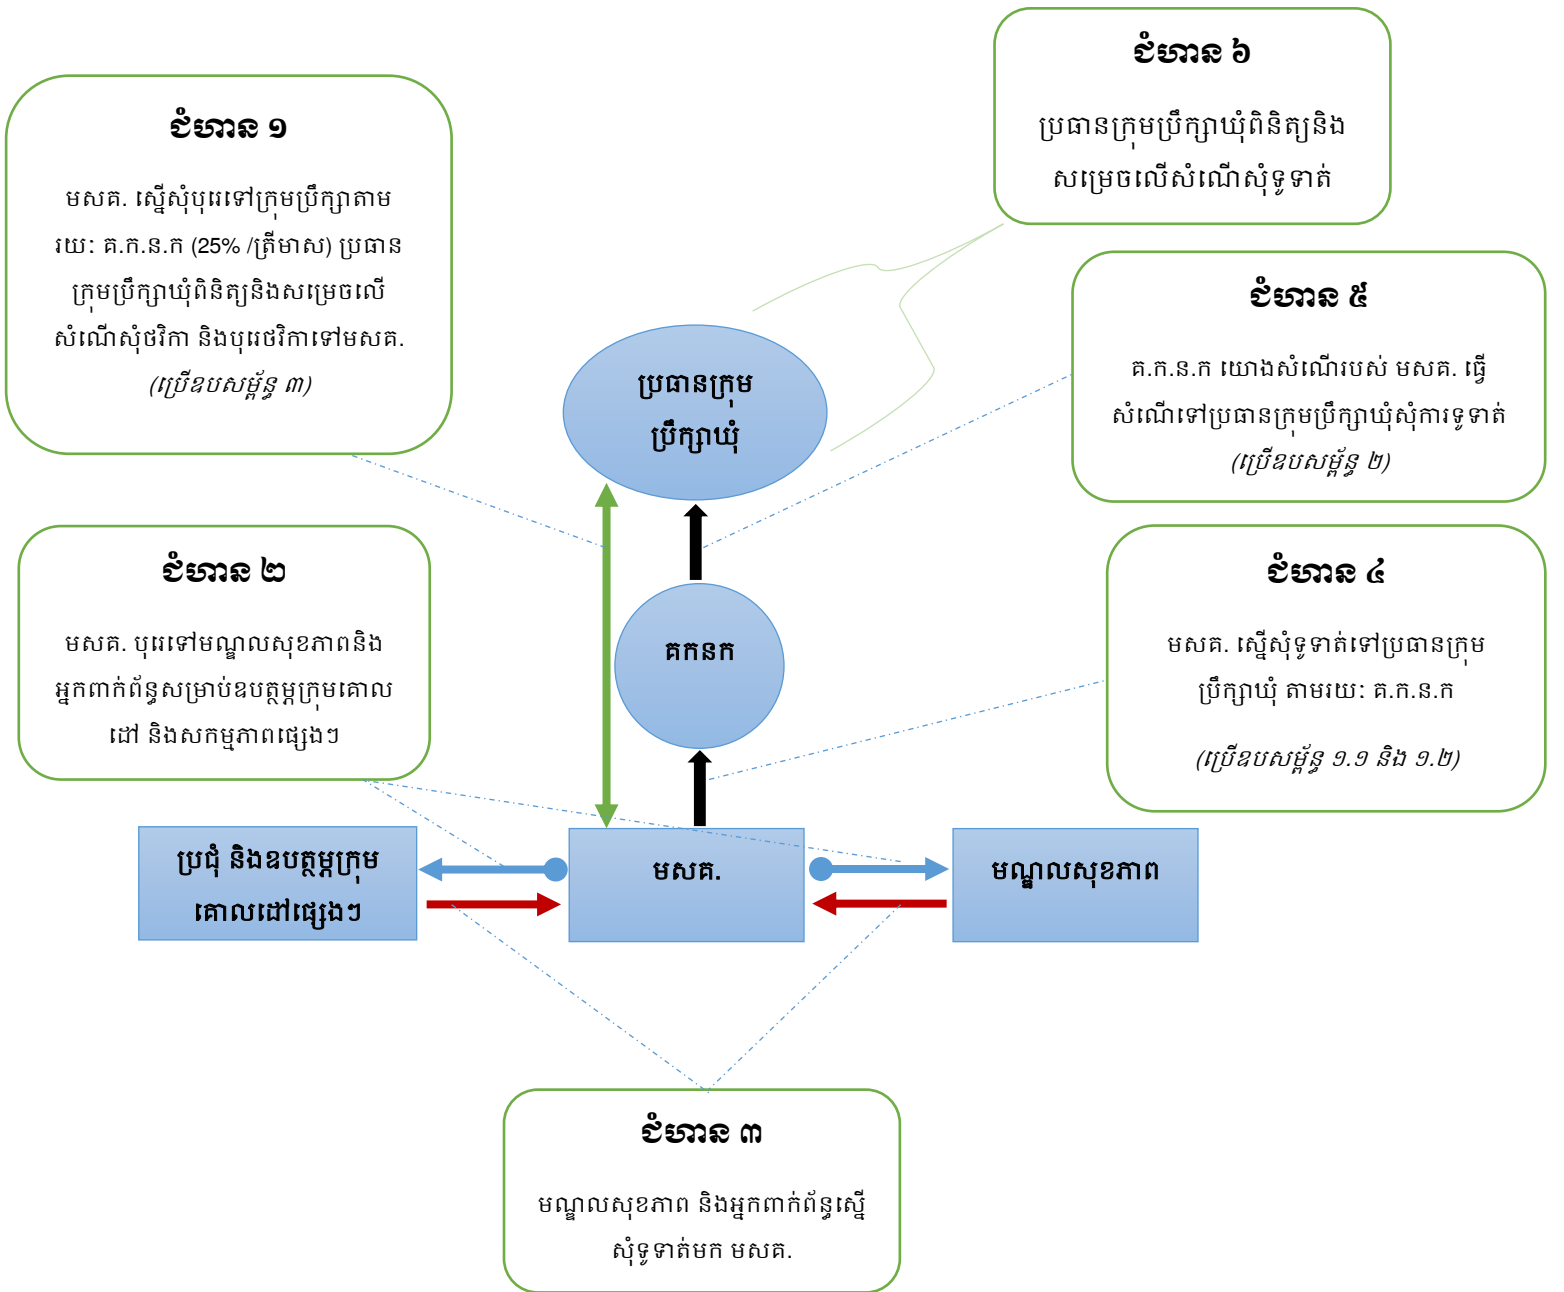 ជំហាន ៦
ប្រធានក្រុមប្រឹក្សាឃុំពិនិត្យនិង
សម្រេចលើសំណើសុំទូទាត់
ជំហាន ១
មសគ. ស្នើសុំបុរេទៅក្រុមប្រឹក្សាតាម
រយៈ គ.ក.ន.ក (25% /ត្រីមាស) ប្រធាន
ក្រុមប្រឹក្សាឃុំពិនិត្យនិងសម្រេចលើ
សំណើសុំថវិកា និងបុរេថវិកាទៅមសគ.
(ប្រើឧបសម្ព័ន្ធ ៣)
ជំហាន ៥
គ.ក.ន.ក យោងសំណើរបស់ មសគ. ធ្វើ
សំណើទៅប្រធានក្រុមប្រឹក្សាឃុំសុំការទូទាត់
(ប្រើឧបសម្ព័ន្ធ ២)
ប្រធានក្រុម
ប្រឹក្សាឃុំ
ជំហាន ២
មសគ. បុរេទៅមណ្ឌលសុខភាពនិង
អ្នកពាក់ព័ន្ធសម្រាប់ឧបត្ថម្ភក្រុមគោល
ដៅ និងសកម្មភាពផ្សេងៗ
ជំហាន ៤
មសគ. ស្នើសុំទូទាត់ទៅប្រធានក្រុម
ប្រឹក្សាឃុំ តាមរយៈ គ.ក.ន.ក
(ប្រើឧបសម្ព័ន្ធ ១.១ និង ១.២)
គកនក
ប្រជុំ និងឧបត្ថម្ភក្រុម
គោលដៅផ្សេងៗ
មសគ.
មណ្ឌលសុខភាព
ជំហាន ៣
មណ្ឌលសុខភាព និងអ្នកពាក់ព័ន្ធស្នើ
សុំទូទាត់មក មសគ.